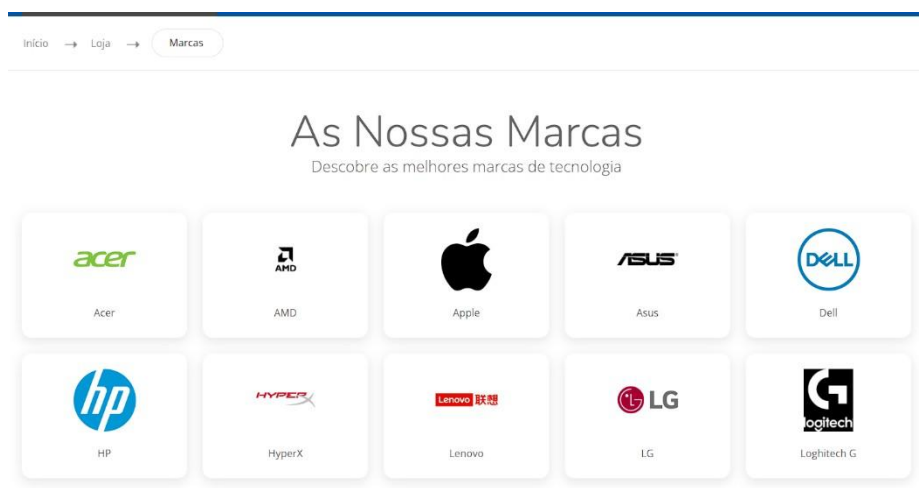 Início → Loja → Marcas
As Nossas Marcas
Descobre as melhores marcas de tecnologia
acer AMD ASUS DELL
Acer AMD Apple Asus Dell
hp HYPERX Lenovo 联想 LG logitech
HP HyperX Lenovo LG Loghitech G